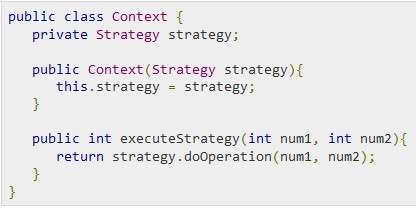 public class Context {
   private Strategy strategy;

   public Context(Strategy strategy){
      this.strategy = strategy;
   }

   public int executeStrategy(int num1, int num2){
      return strategy.doOperation(num1, num2);
   }
}